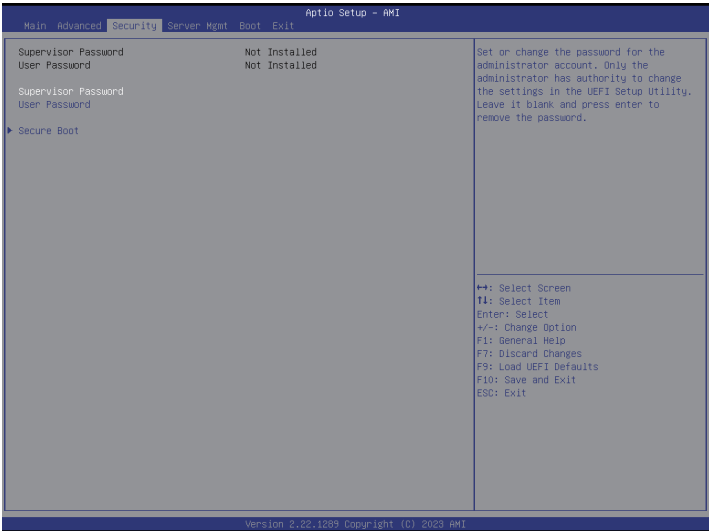 Aptio Setup – AMI
Main Advanced Security Server Mgmt Boot Exit
Supervisor Password Not Installed
User Password Not Installed
Supervisor Password
User Password
Secure Boot
Set or change the password for the
administrator account. Only the
administrator has authority to change
the settings in the UEFI Setup Utility.
Leave it blank and press enter to
remove the password.
↔: Select Screen
↑↓: Select Item
Enter: Select
+/-: Change Option
F1: General Help
F7: Discard Changes
F9: Load UEFI Defaults
F10: Save and Exit
ESC: Exit
Version 2.22.1289 Copyright (C) 2023 AMI